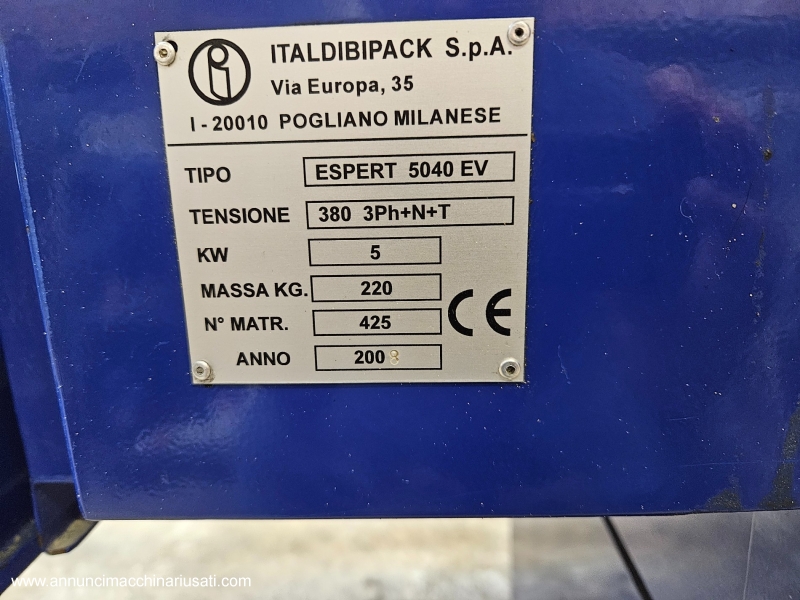 ITALDIBIPACK S.p.A.
Via Europa, 35
I - 20010 POGLIANO MILANESE
TIPO ESPERT 5040 EV
TENSIONE 380 3Ph+N+T
KW 5
MASSA KG. 220
N° MATR. 425
ANNO 2008
www.annuncimacchinariusati.com